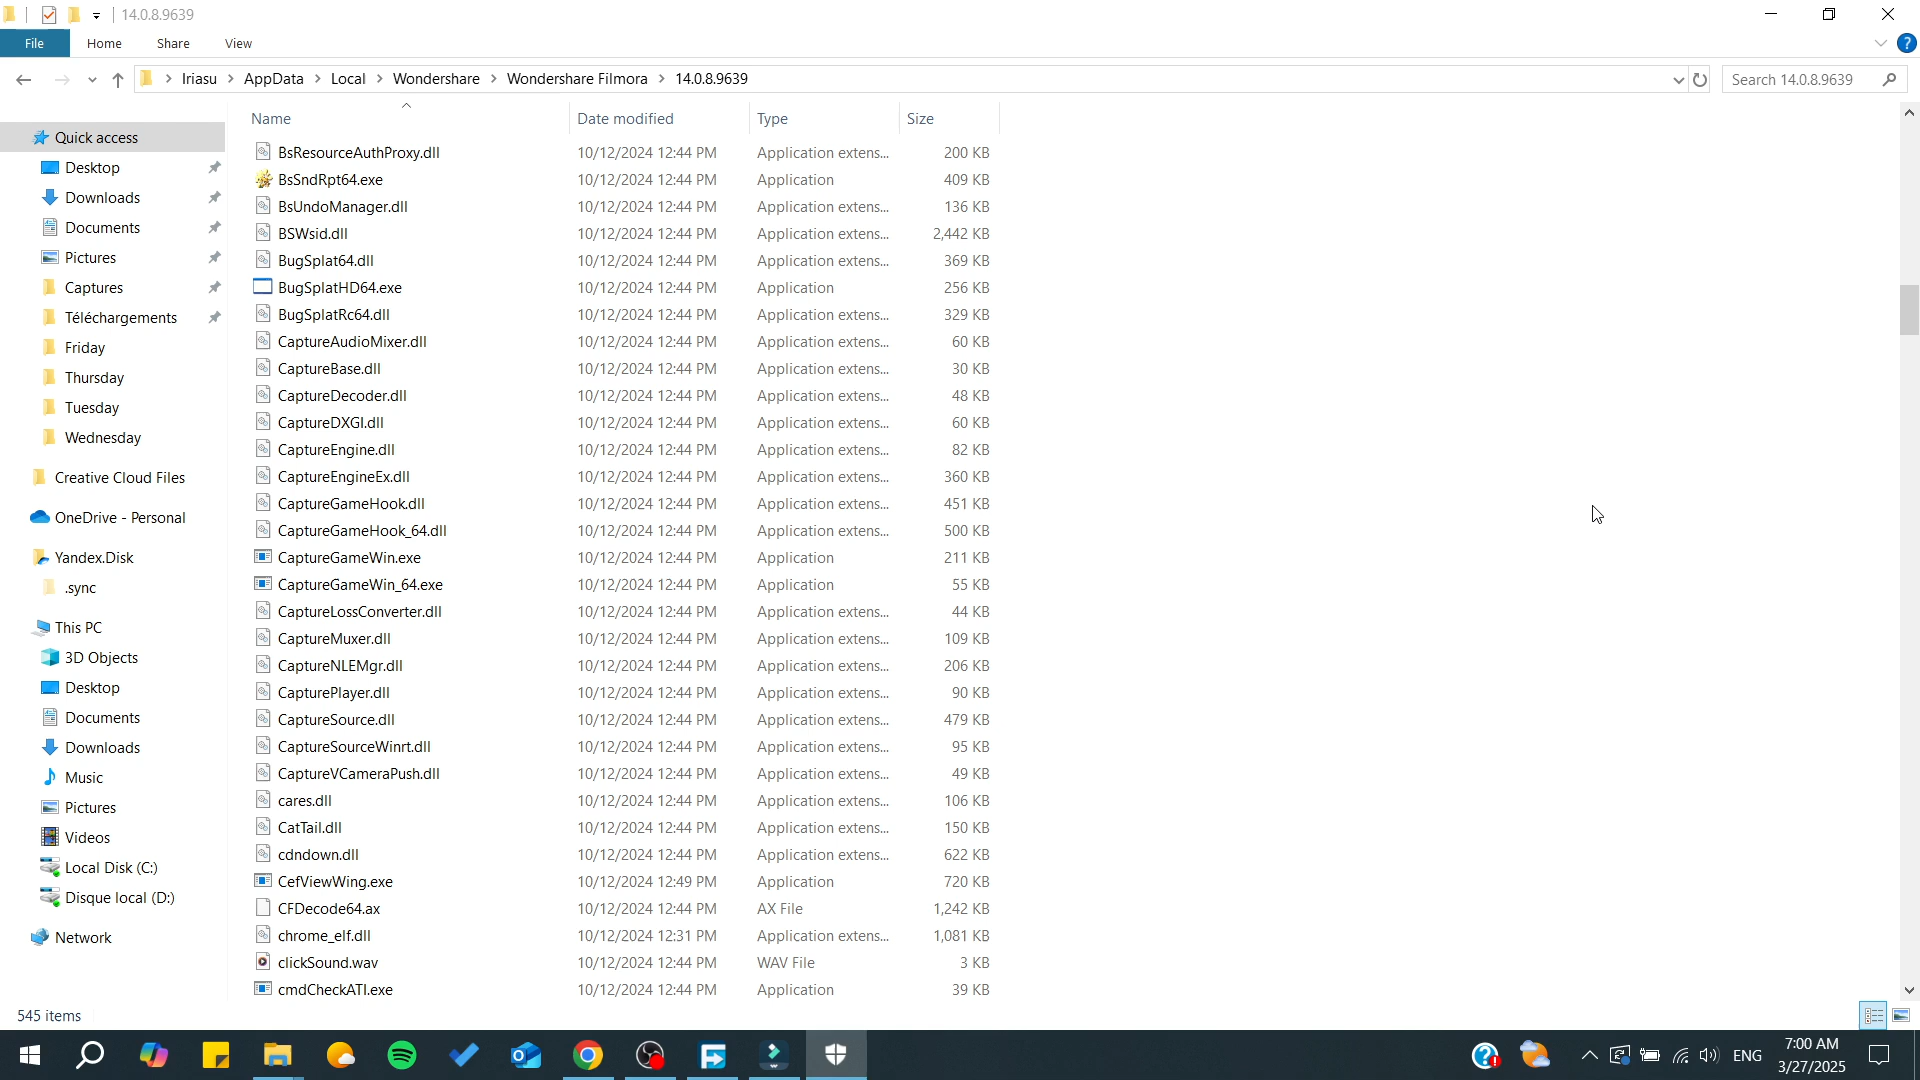 14.0.8.9639
File Home Share View
Iriasu AppData Local Wondershare Wondershare Filmora 14.0.8.9639
Search 14.0.8.9639
Name Date modified Type Size
Quick access
Desktop
Downloads
Documents
Pictures
Captures
Téléchargements
Friday
Thursday
Tuesday
Wednesday
Creative Cloud Files
OneDrive - Personal
Yandex.Disk
.sync
This PC
3D Objects
Desktop
Documents
Downloads
Music
Pictures
Videos
Local Disk (C:)
Disque local (D:)
Network
BsResourceAuthProxy.dll 10/12/2024 12:44 PM Application extens... 200 KB
BsSndRpt64.exe 10/12/2024 12:44 PM Application 409 KB
BsUndoManager.dll 10/12/2024 12:44 PM Application extens... 136 KB
BSWsid.dll 10/12/2024 12:44 PM Application extens... 2,442 KB
BugSplat64.dll 10/12/2024 12:44 PM Application extens... 369 KB
BugSplatHD64.exe 10/12/2024 12:44 PM Application 256 KB
BugSplatRc64.dll 10/12/2024 12:44 PM Application extens... 329 KB
CaptureAudioMixer.dll 10/12/2024 12:44 PM Application extens... 60 KB
CaptureBase.dll 10/12/2024 12:44 PM Application extens... 30 KB
CaptureDecoder.dll 10/12/2024 12:44 PM Application extens... 48 KB
CaptureDXGI.dll 10/12/2024 12:44 PM Application extens... 60 KB
CaptureEngine.dll 10/12/2024 12:44 PM Application extens... 82 KB
CaptureEngineEx.dll 10/12/2024 12:44 PM Application extens... 360 KB
CaptureGameHook.dll 10/12/2024 12:44 PM Application extens... 451 KB
CaptureGameHook_64.dll 10/12/2024 12:44 PM Application extens... 500 KB
CaptureGameWin.exe 10/12/2024 12:44 PM Application 211 KB
CaptureGameWin_64.exe 10/12/2024 12:44 PM Application 55 KB
CaptureLossConverter.dll 10/12/2024 12:44 PM Application extens... 44 KB
CaptureMuxer.dll 10/12/2024 12:44 PM Application extens... 109 KB
CaptureNLEMgr.dll 10/12/2024 12:44 PM Application extens... 206 KB
CapturePlayer.dll 10/12/2024 12:44 PM Application extens... 90 KB
CaptureSource.dll 10/12/2024 12:44 PM Application extens... 479 KB
CaptureSourceWinrt.dll 10/12/2024 12:44 PM Application extens... 95 KB
CaptureVCameraPush.dll 10/12/2024 12:44 PM Application extens... 49 KB
cares.dll 10/12/2024 12:44 PM Application extens... 106 KB
CatTail.dll 10/12/2024 12:44 PM Application extens... 150 KB
cdndown.dll 10/12/2024 12:44 PM Application extens... 622 KB
CefViewWing.exe 10/12/2024 12:49 PM Application 720 KB
CFDecode64.ax 10/12/2024 12:44 PM AX File 1,242 KB
chrome_elf.dll 10/12/2024 12:31 PM Application extens... 1,081 KB
clickSound.wav 10/12/2024 12:44 PM WAV File 3 KB
cmdCheckATI.exe 10/12/2024 12:44 PM Application 39 KB
545 items
ENG
7:00 AM
3/27/2025